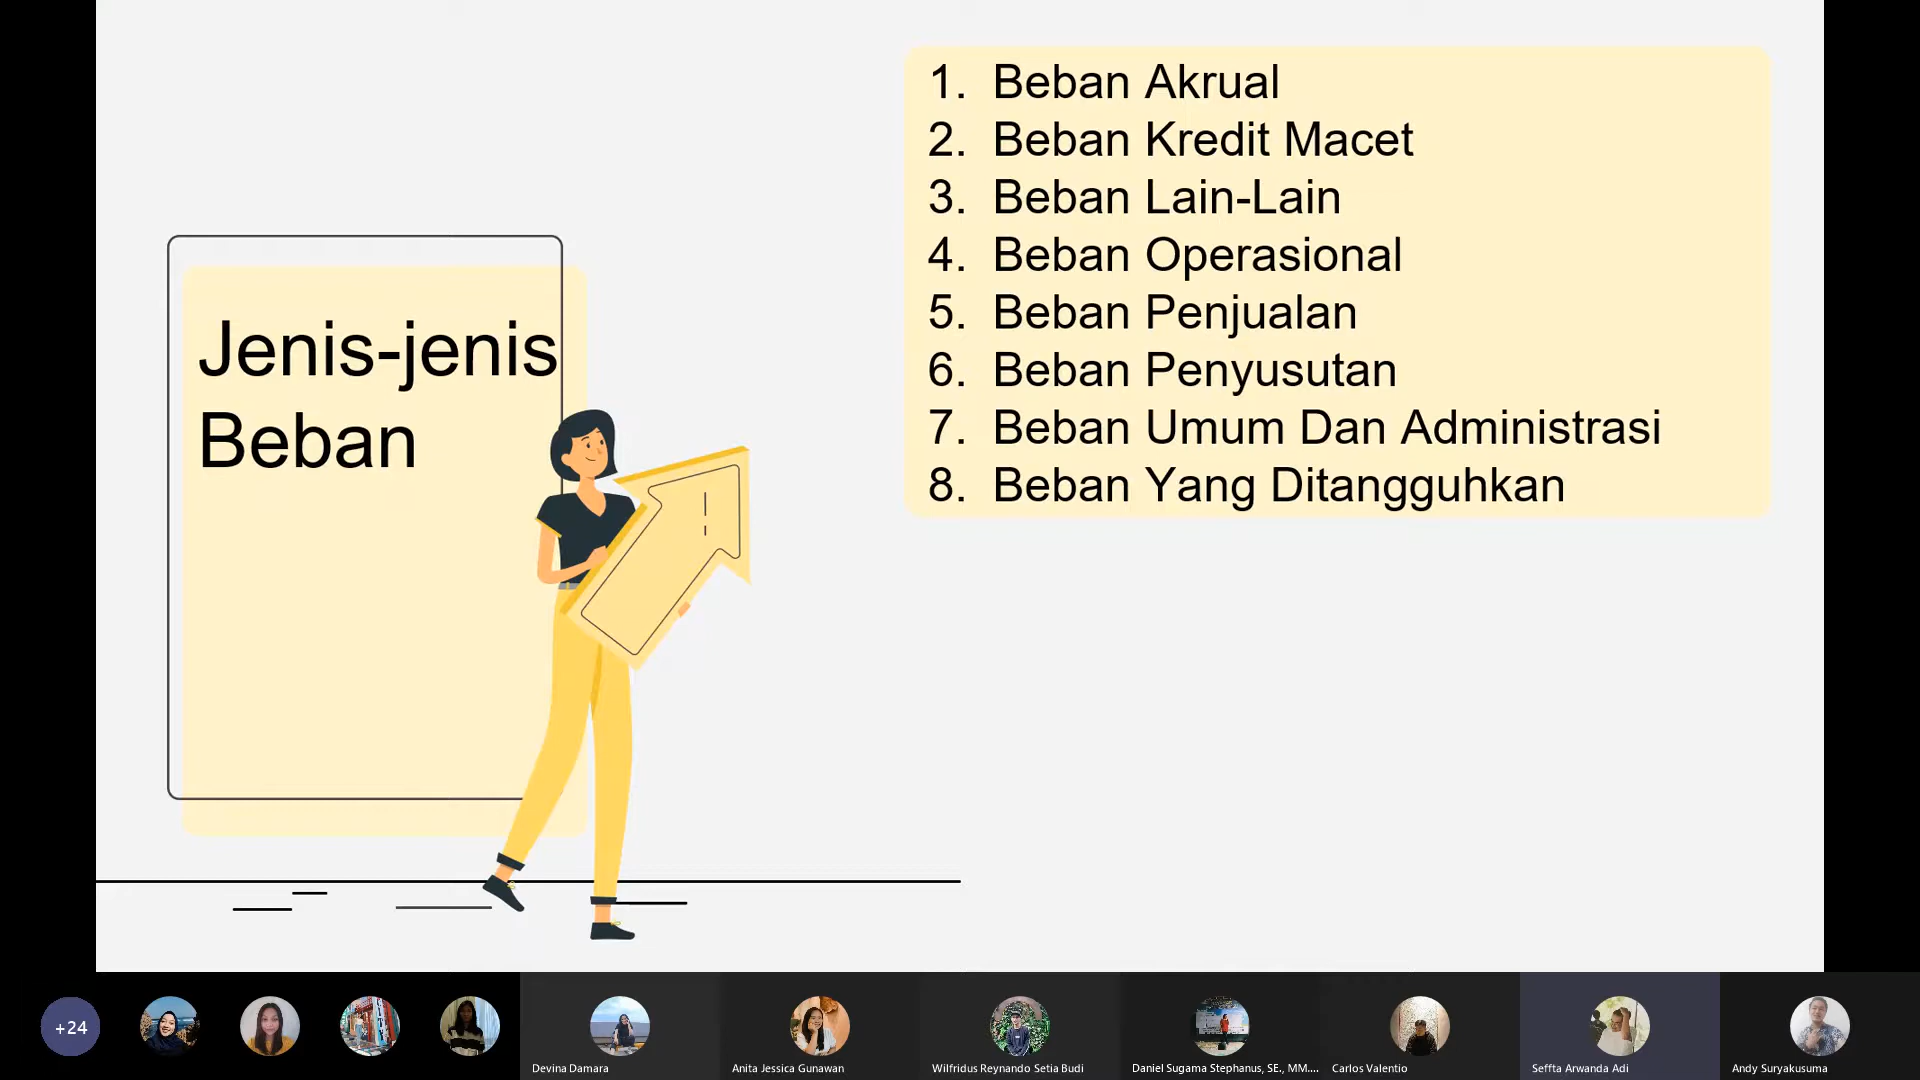 Jenis-jenis
Beban
1. Beban Akrual
2. Beban Kredit Macet
3. Beban Lain-Lain
4. Beban Operasional
5. Beban Penjualan
6. Beban Penyusutan
7. Beban Umum Dan Administrasi
8. Beban Yang Ditangguhkan
+24
Devina Damara
Anita Jessica Gunawan
Wilfridus Reynando Setia Budi
Daniel Sugama Stephanus, SE., MM....
Carlos Valentio
Seffta Arwanda Adi
Andy Suryakusuma